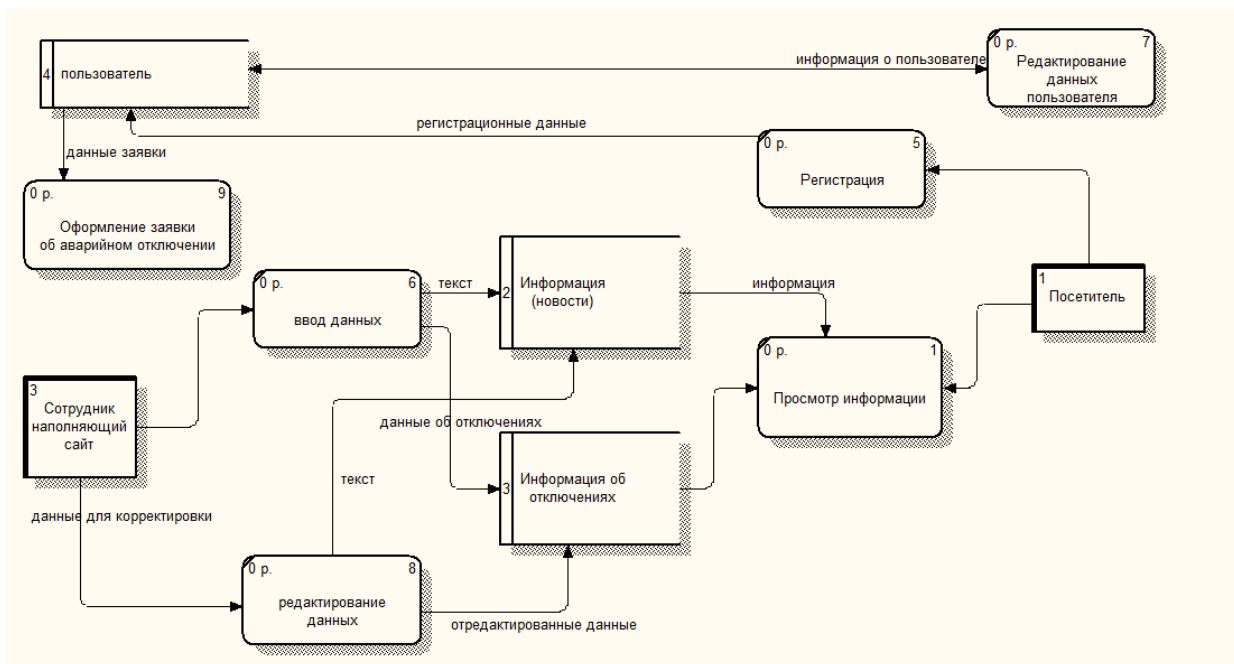 4
пользователь
информация о пользователе
0 р.
7
Редактирование
данных
пользователя
регистрационные данные
0 р.
5
Регистрация
данные заявки
0 р.
9
Оформление заявки
об аварийном отключении
0 р.
6
ввод данных
текст
2
Информация
(новости)
информация
1
Посетитель
0 р.
1
Просмотр информации
3
Сотрудник
наполняющий
сайт
данные об отключениях
3
Информация об
отключениях
текст
данные для корректировки
0 р.
8
редактирование
данных
отредактированные данные